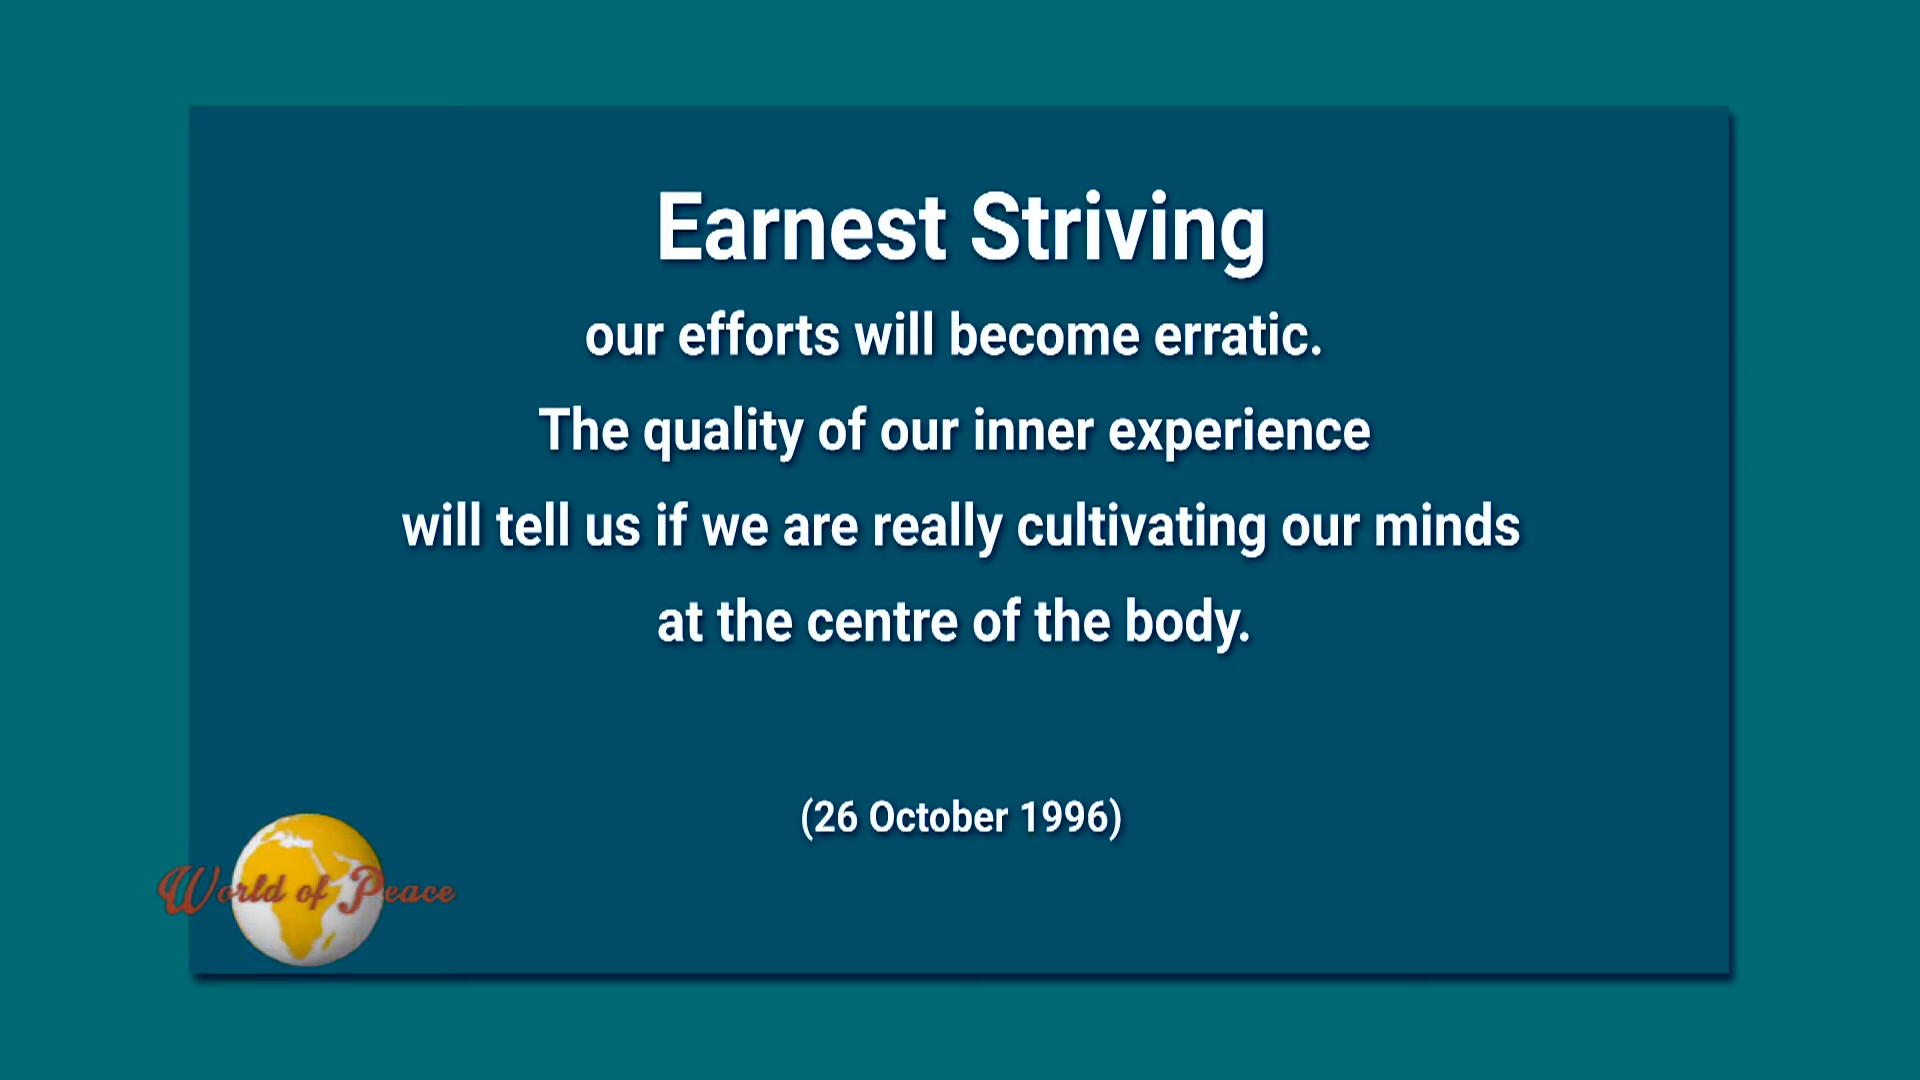 Earnest Striving
our efforts will become erratic.
The quality of our inner experience
will tell us if we are really cultivating our minds
at the centre of the body.
(26 October 1996)
World of Peace